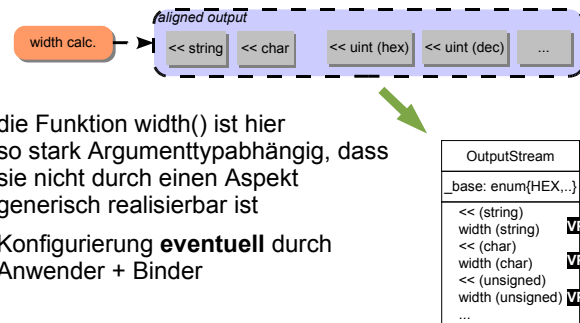 aligned output
width calc.
<< string
<< char
<< uint (hex)
<< uint (dec)
...
die Funktion width() ist hier
so stark Argumenttypabhängig, dass
sie nicht durch einen Aspekt
generisch realisierbar ist
Konfigurierung eventuell durch
Anwender + Binder
OutputStream
_base: enum{HEX,..}
<< (string)
width (string)
<< (char)
width (char)
<< (unsigned)
width (unsigned)
...